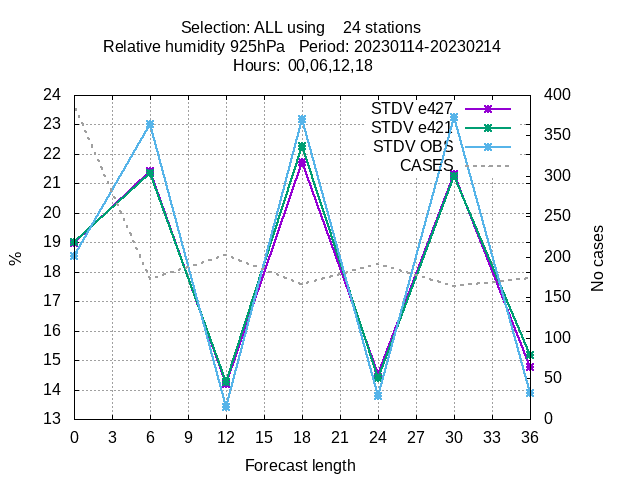 Selection: ALL using    24 stations
Relative humidity 925hPa   Period: 20230114-20230214
Hours:  00,06,12,18
24
23
22
21
20
19
18
17
16
15
14
13
%
400
350
300
250
200
150
100
50
0
No cases
STDV e427
STDV e421
STDV OBS
CASES
0 3 6 9 12 15 18 21 24 27 30 33 36
Forecast length